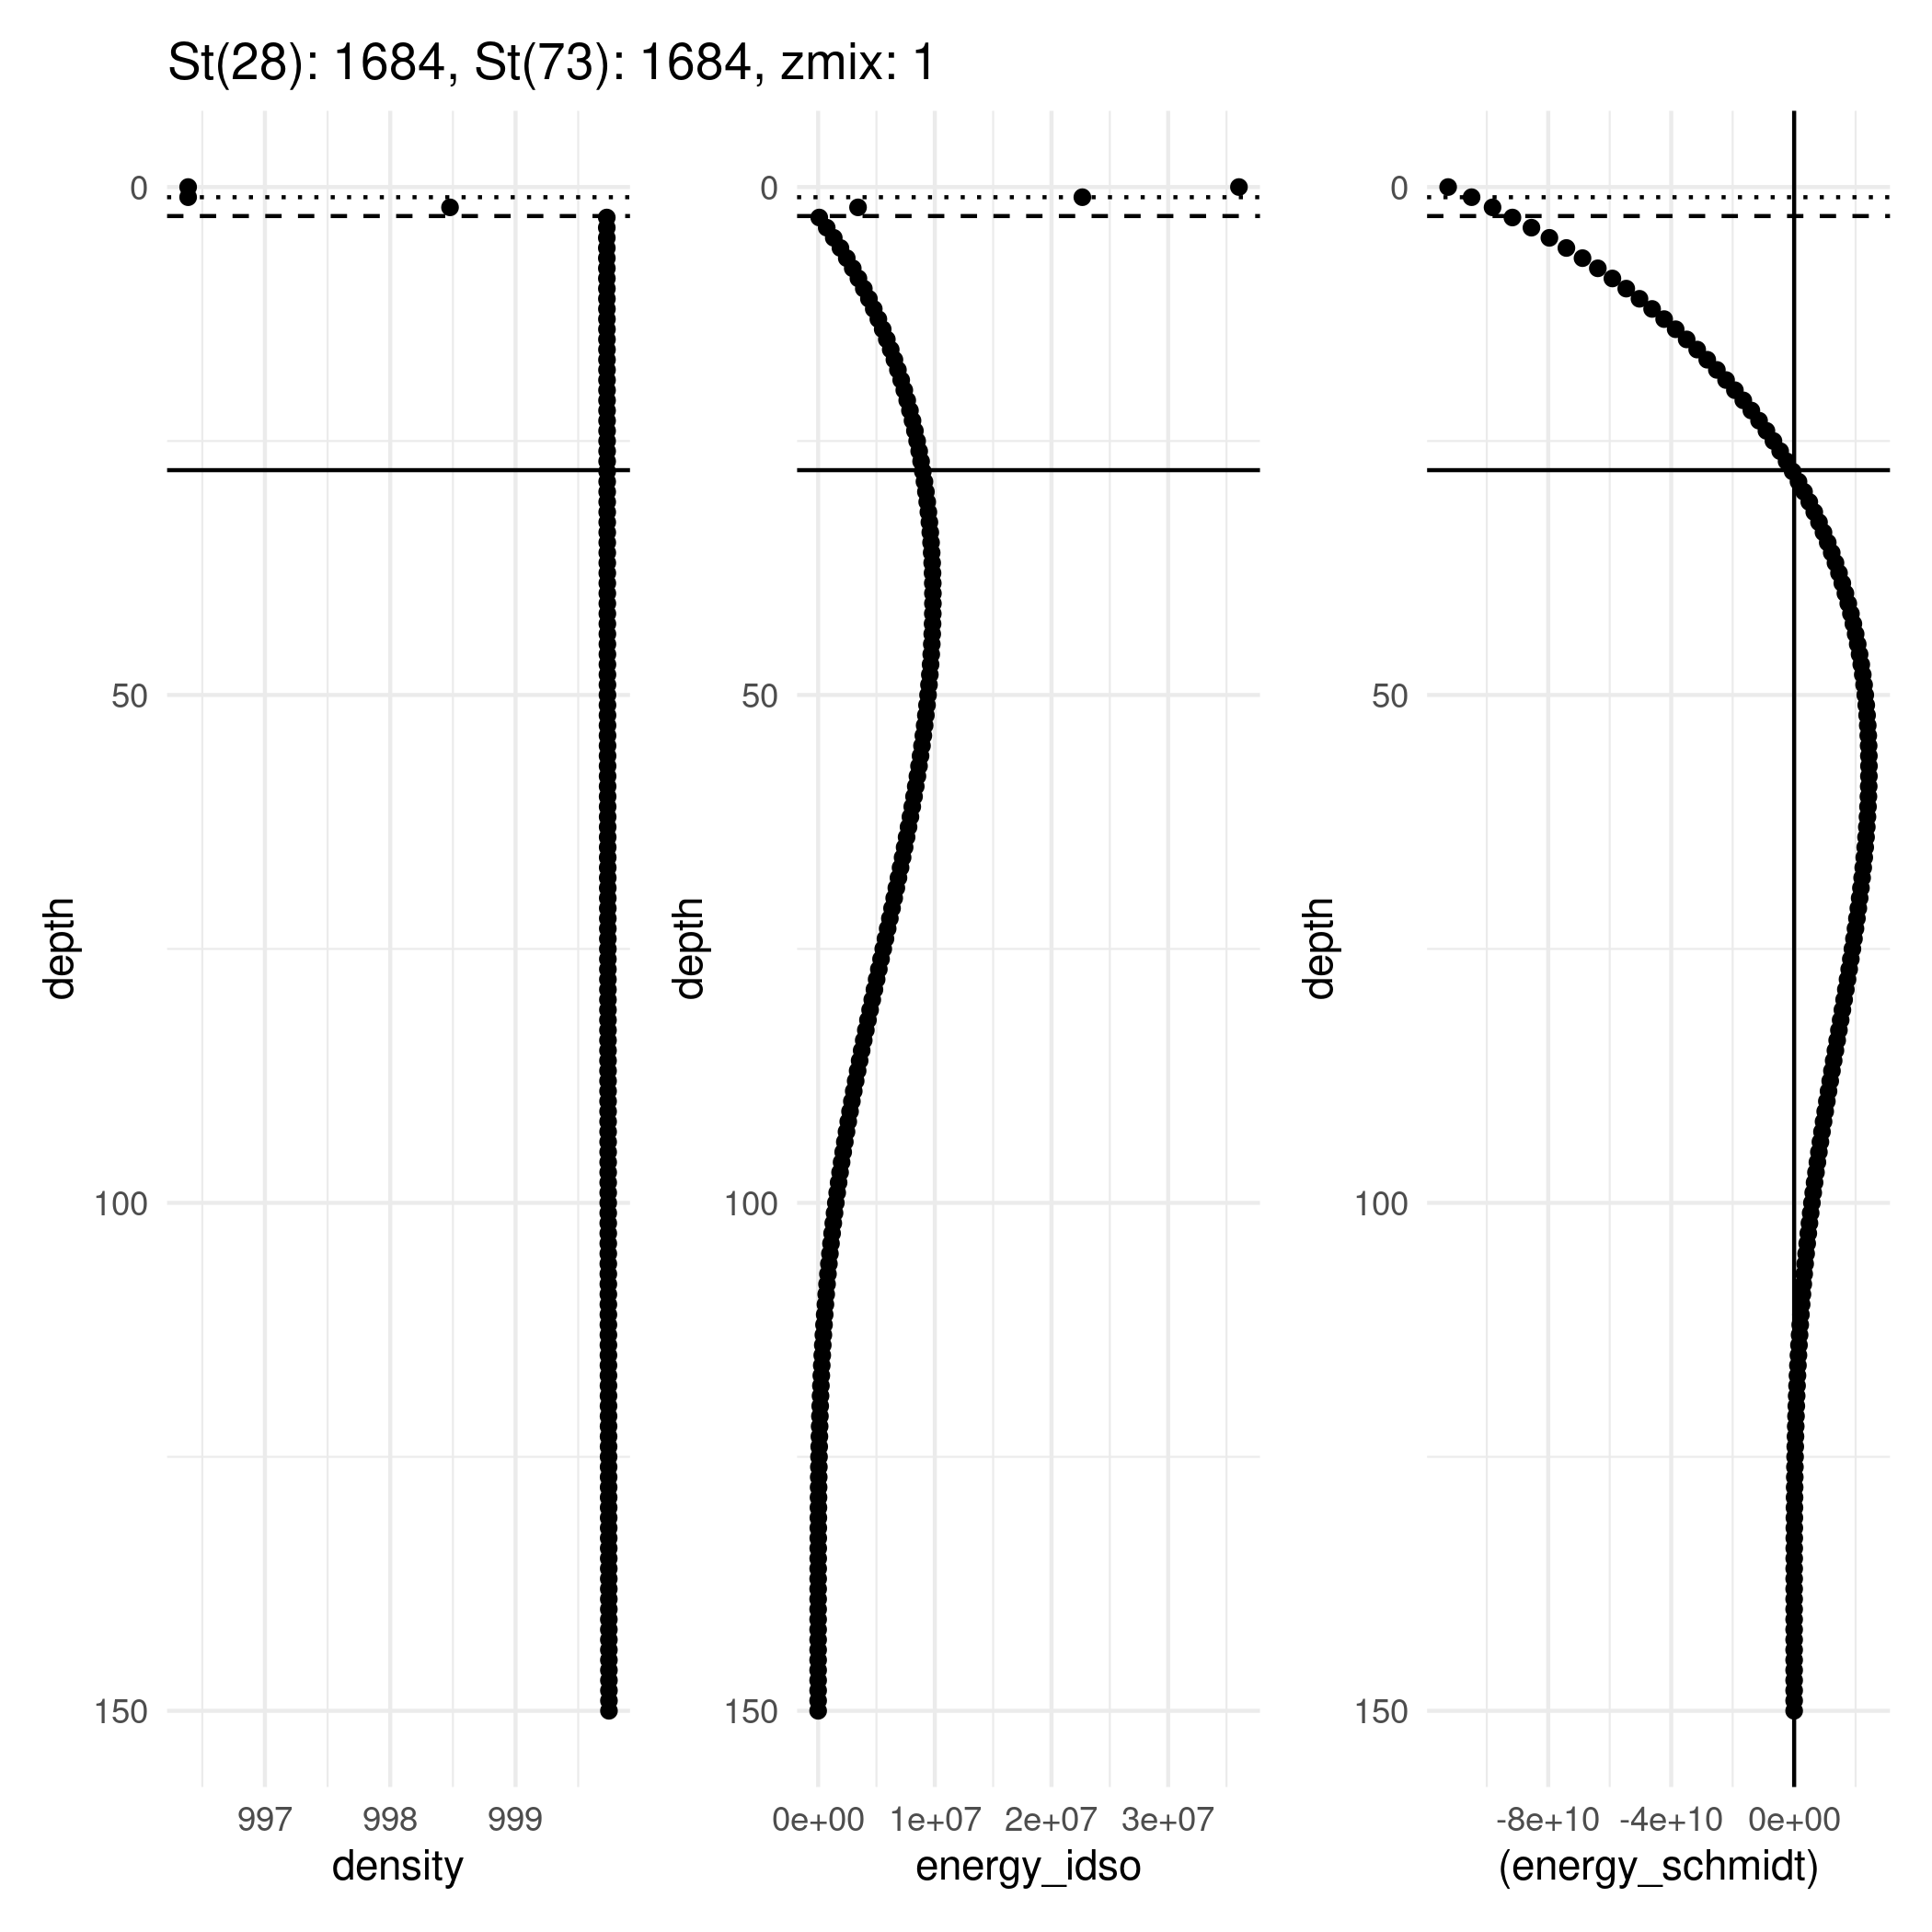 St(28): 1684, St(73): 1684, zmix: 1
0
50
100
150
depth
997
998
999
density
0
50
100
150
depth
0e+00
1e+07
2e+07
3e+07
energy_idso
0
50
100
150
depth
-8e+10
-4e+10
0e+00
(energy_schmidt)